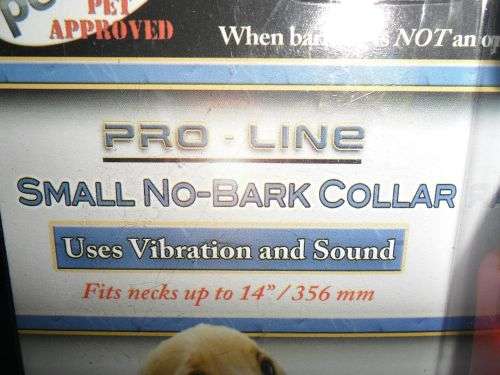 PET
APPROVED
When NOT an
PRO-LINE
SMALL NO-BARK COLLAR
Uses Vibration and Sound
Fits necks up to 14"/356 mm